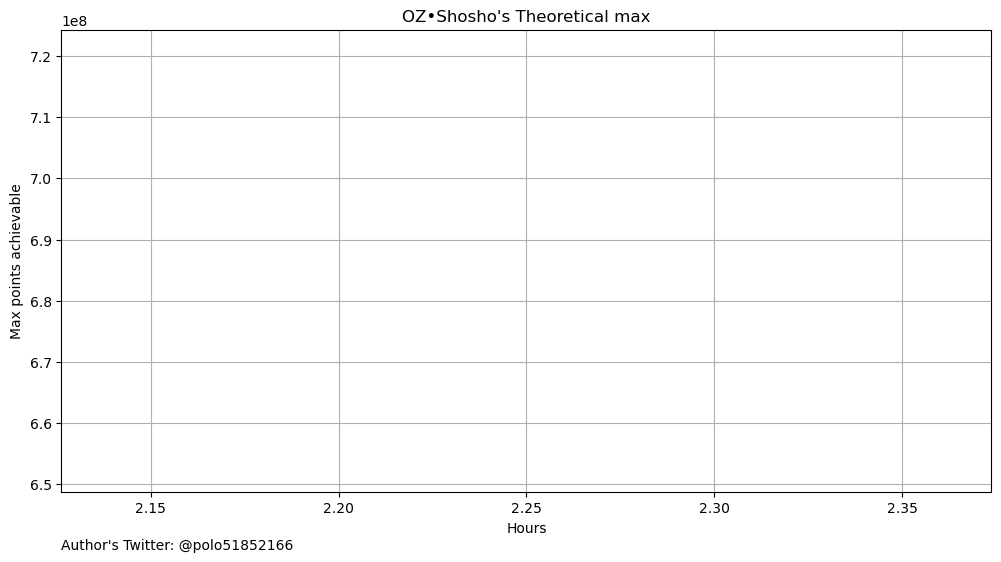 OZ•Shosho's Theoretical max
1e8
7.2
7.1
7.0
6.9
6.8
6.7
6.6
6.5
Max points achievable
2.15 2.20 2.25 2.30 2.35
Hours
Author's Twitter: @polo51852166